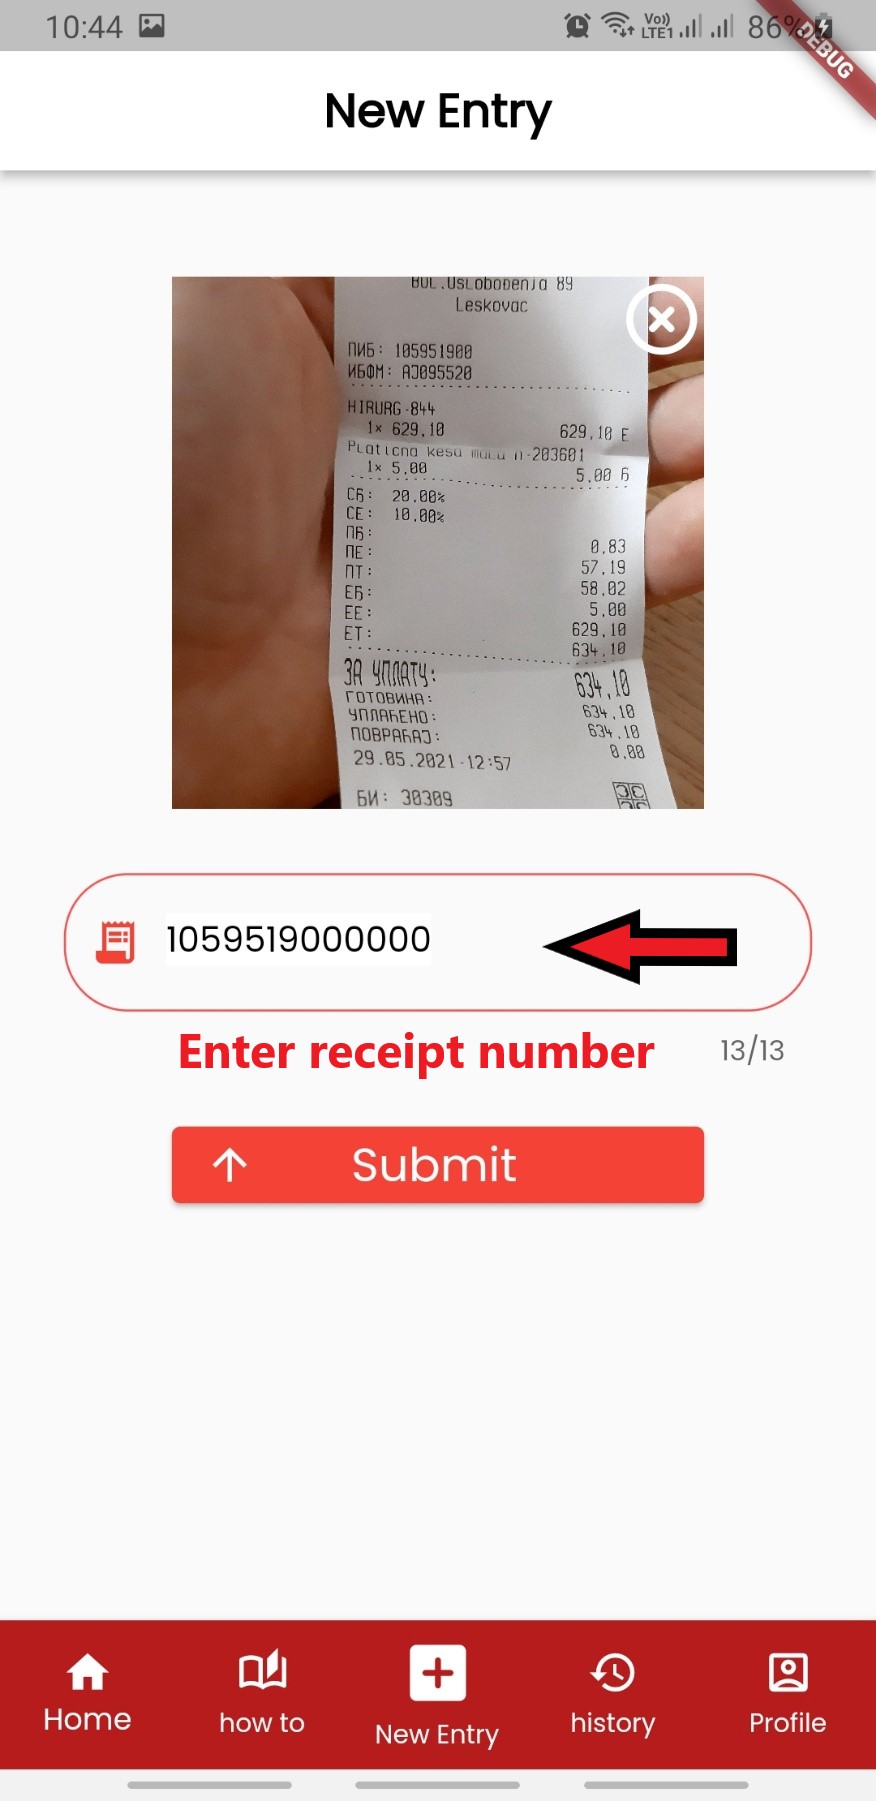 10:44
Vo))
LTE1
86%
DEBUG
New Entry
BUL.Oslobođenja 89
Leskovac
ПИБ: 105951900
ИБФМ: AJ095520
HIRURG-844
1x 629,10 629,10 Е
Platicna kesa mala n-203601
1x 5,00 5,00 Б
СБ: 20.00%
СЕ: 10.00%
ПБ: 0,83
ПЕ: 57,19
ПТ: 58,02
ЕБ: 5,00
ЕЕ: 629,10
ЕТ: 634,10
ЗА УПЛАТУ: 634,10
ГОТОВИНА: 634,10
УПЛАЋЕНО: 634,10
ПОВРАЋАЈ: 0,00
29.05.2021-12:57
БИ: 30309
1059519000000
Enter receipt number
13/13
Submit
Home
how to
New Entry
history
Profile